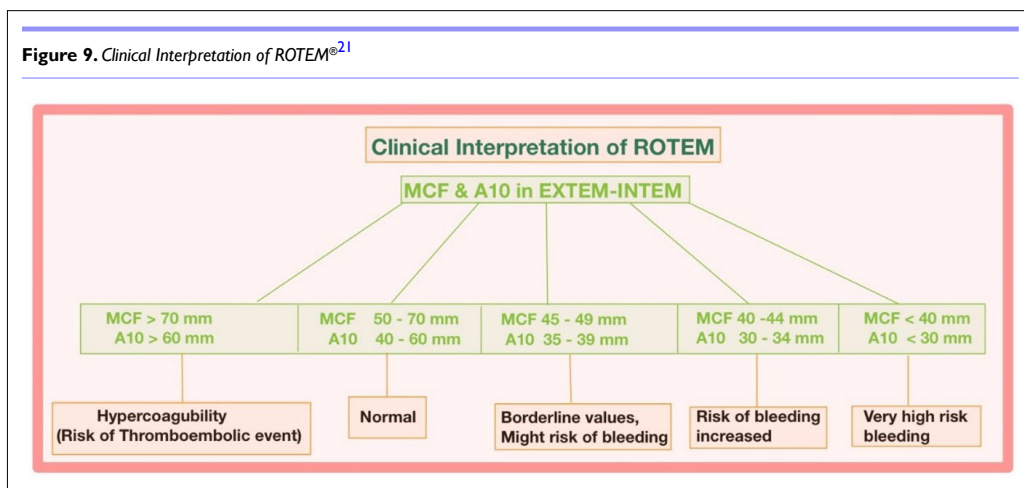 Figure 9. Clinical Interpretation of ROTEM®21
Clinical Interpretation of ROTEM
MCF & A10 in EXTEM-INTEM
MCF > 70 mm
A10 > 60 mm
MCF 50 - 70 mm
A10 40 - 60 mm
MCF 45 - 49 mm
A10 35 - 39 mm
MCF 40 -44 mm
A10 30 - 34 mm
MCF < 40 mm
A10 < 30 mm
Hypercoagubility
(Risk of Thromboembolic event)
Normal
Borderline values,
Might risk of bleeding
Risk of bleeding
increased
Very high risk
bleeding